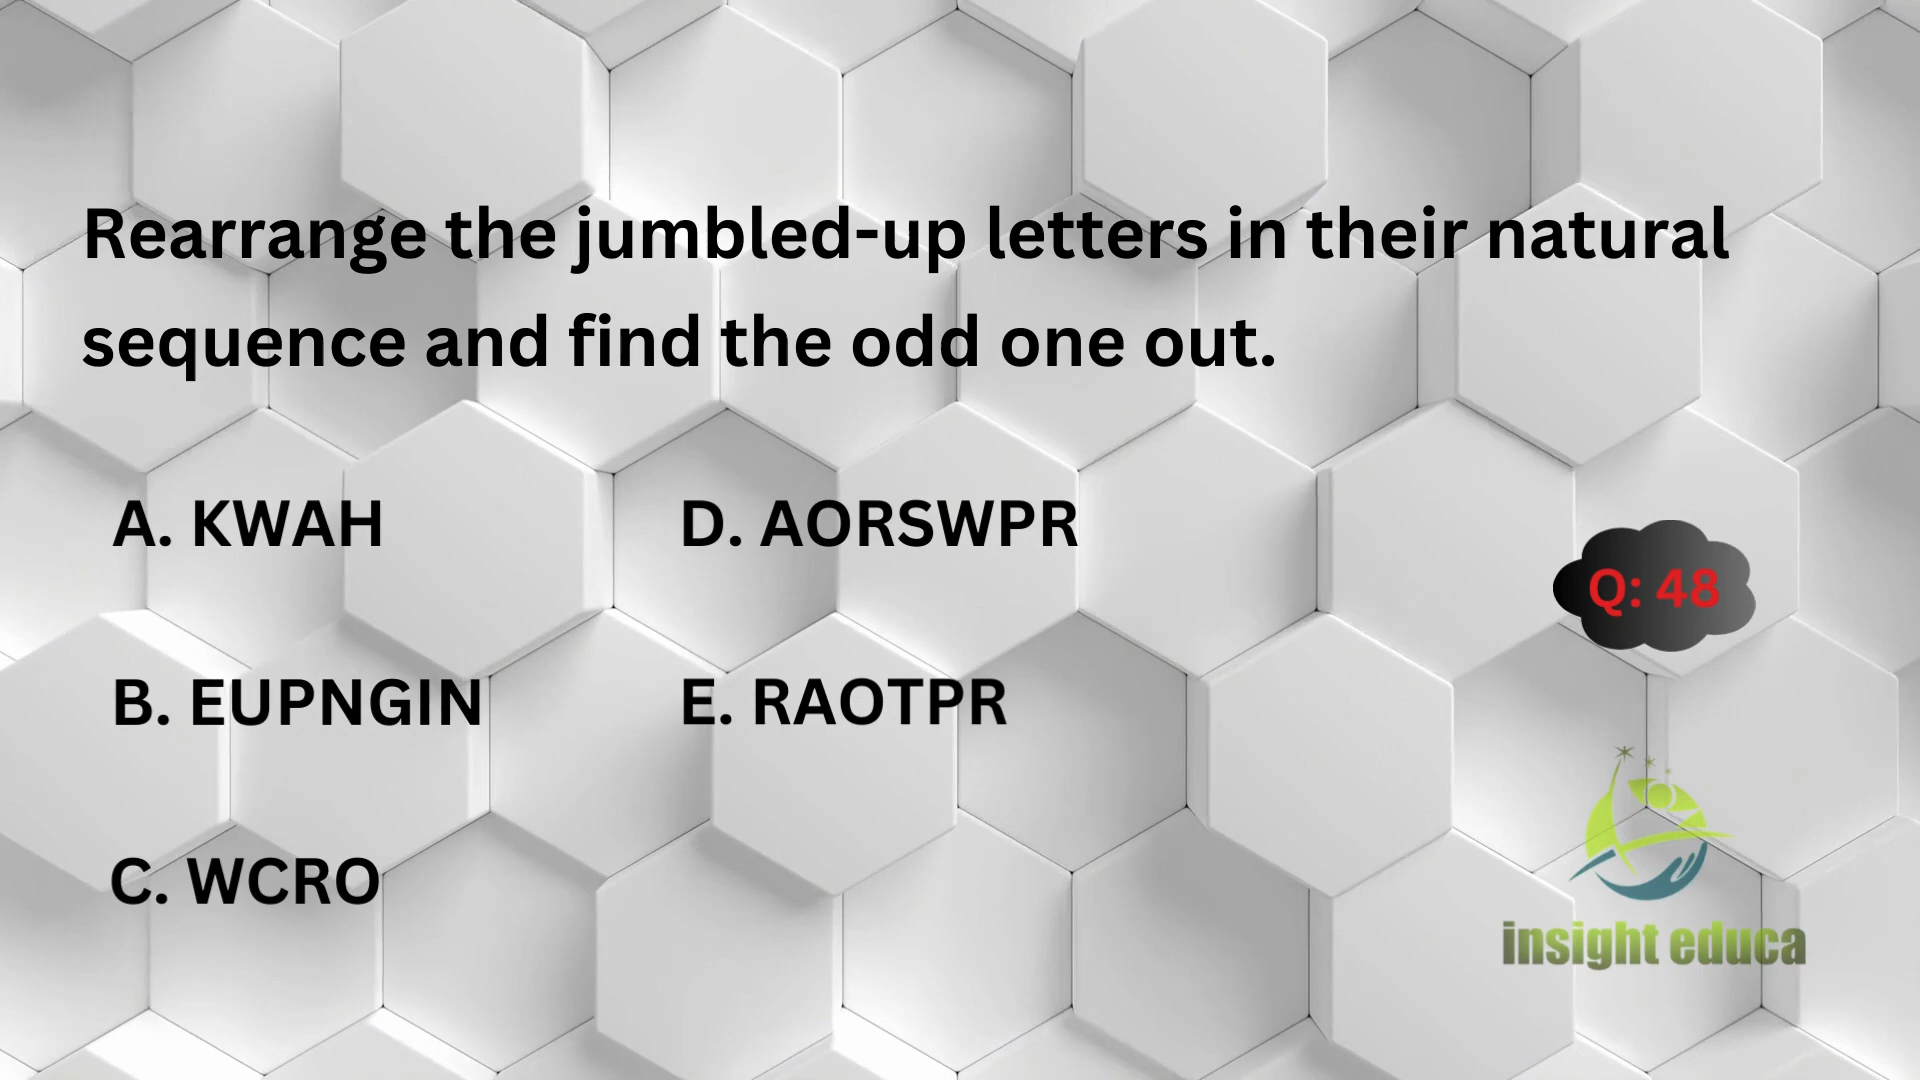 Rearrange the jumbled-up letters in their natural
sequence and find the odd one out.
A. KWAH
B. EUPNGIN
C. WCRO
D. AORSWPR
E. RAOTPR
Q: 48
insight educa